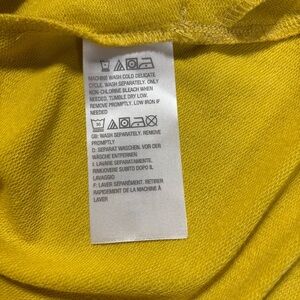 MACHINE WASH COLD DELICATE
CYCLE, WASH SEPARATELY, ONLY
NON-CHLORINE BLEACH WHEN
NEEDED, TUMBLE DRY LOW,
REMOVE PROMPTLY, LOW IRON IF
NEEDED
30
GB: WASH SEPARATELY. REMOVE
PROMPTLY
D: SEPARAT WASCHEN. VOR DER
WÄSCHE ENTFERNEN
I: LAVARE SEPARATAMENTE.
RIMUOVERE SUBITO DOPO IL
LAVAGGIO
F: LAVER SÉPARÉMENT. RETIRER
RAPIDEMENT DE LA MACHINE À
LAVER